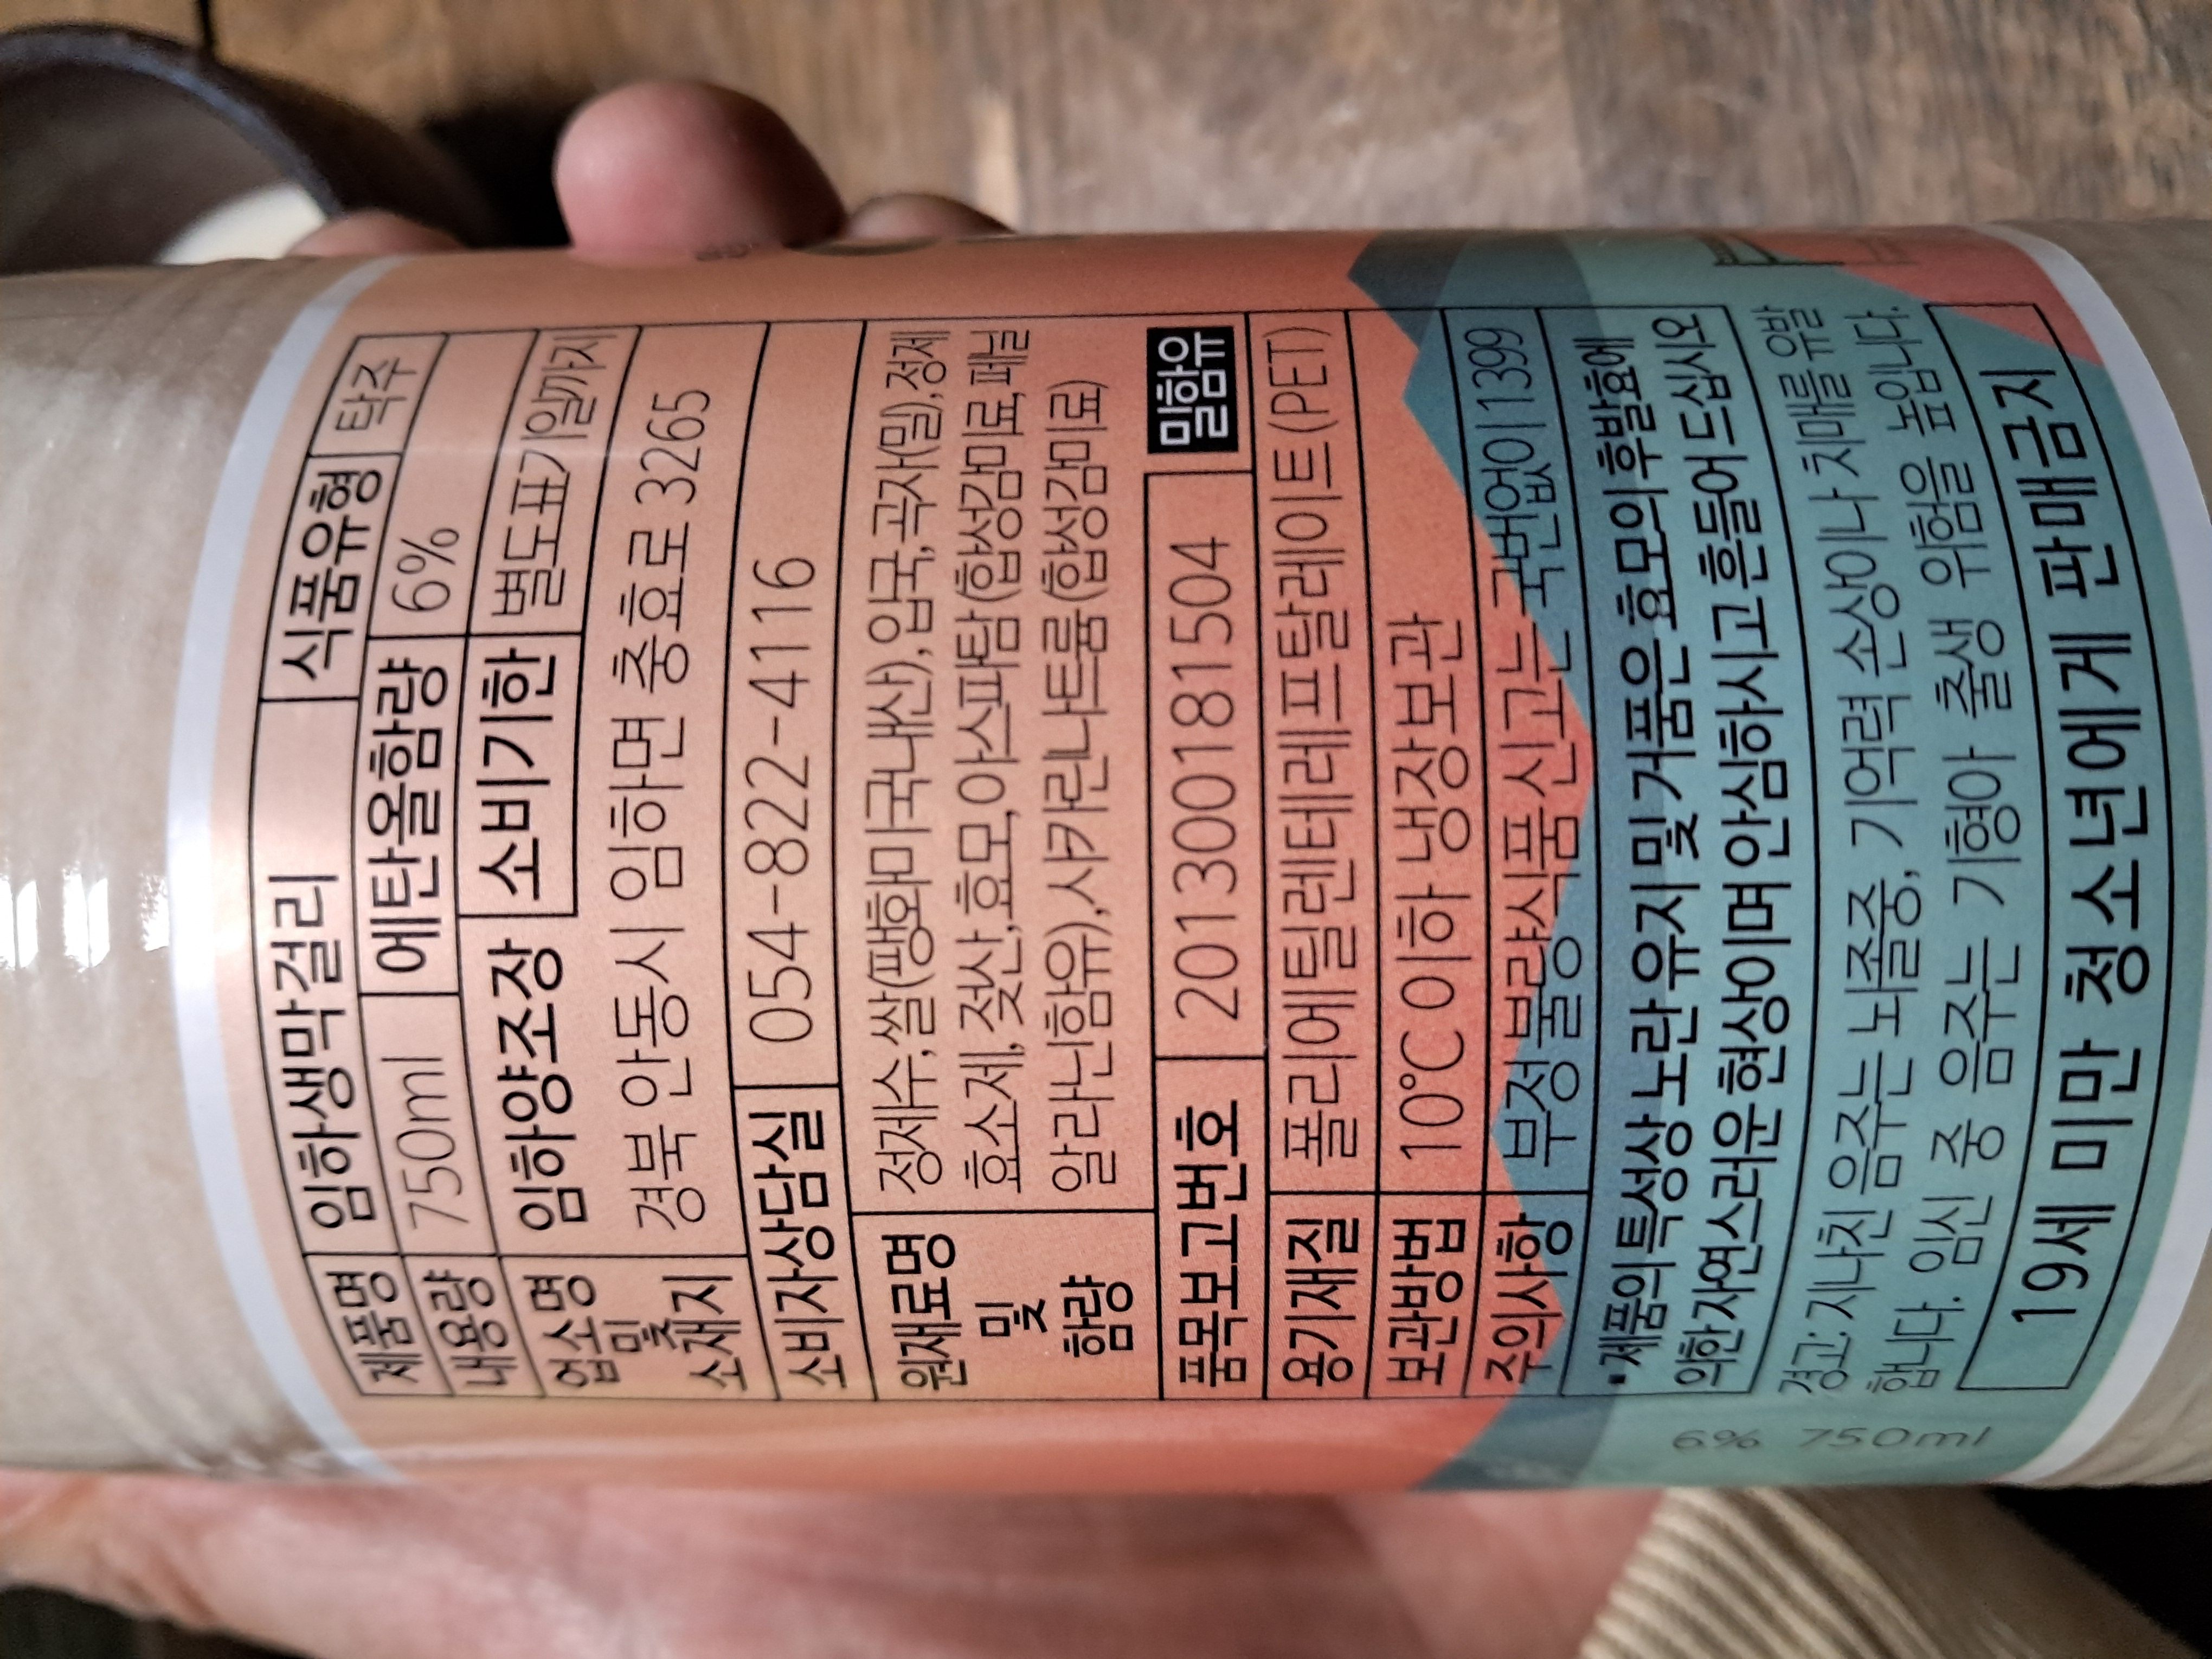 제품명 임하생막걸리 식품유형 탁주
내용량 750ml 에탄올함량 6%
업소명 및 소재지 임하양조장 소비기한 별도표기일까지
경북 안동시 임하면 충효로 3265
소비자상담실 054-822-4116
원재료명 및 함량 정제수,쌀(팽화미국내산),입국,곡자(밀),정제
효소제,젖산,효모,아스파탐(합성감미료,페닐
알라닌함유),사카린나트륨(합성감미료)
밀함유
품목보고번호 201300181504
용기재질 폴리에틸렌테레프탈레이트(PET)
보관방법 10℃ 이하 냉장보관
주의사항 부정불량식품신고는 국번없이 1399
•제품의 특성상 노란 유지 및 거품은 효모의 후발효에
의한 자연스러운 현상이며 안심하시고 흔들어 드십시오
경고: 지나친 음주는 뇌졸중, 기억력 손상이나 치매를 유발
합니다. 임신 중 음주는 기형아 출생 위험을 높입니다.
19세 미만 청소년에게 판매금지
6% 750ml